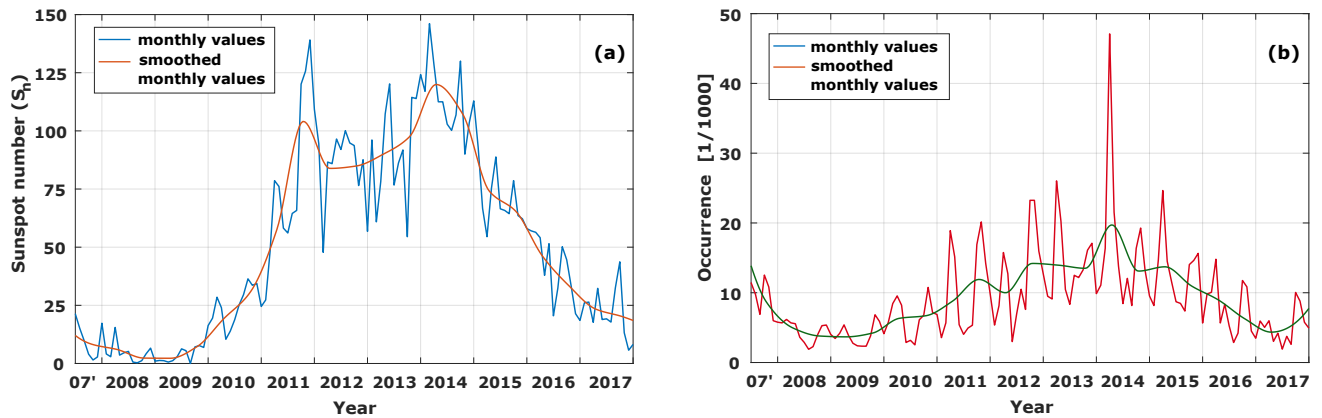 150
125
100
75
50
25
0
Sunspot number (Sn)
monthly values
smoothed
monthly values
(a)
07' 2008 2009 2010 2011 2012 2013 2014 2015 2016 2017
Year
50
40
30
20
10
0
Occurrence [1/1000]
monthly values
smoothed
monthly values
(b)
07' 2008 2009 2010 2011 2012 2013 2014 2015 2016 2017
Year